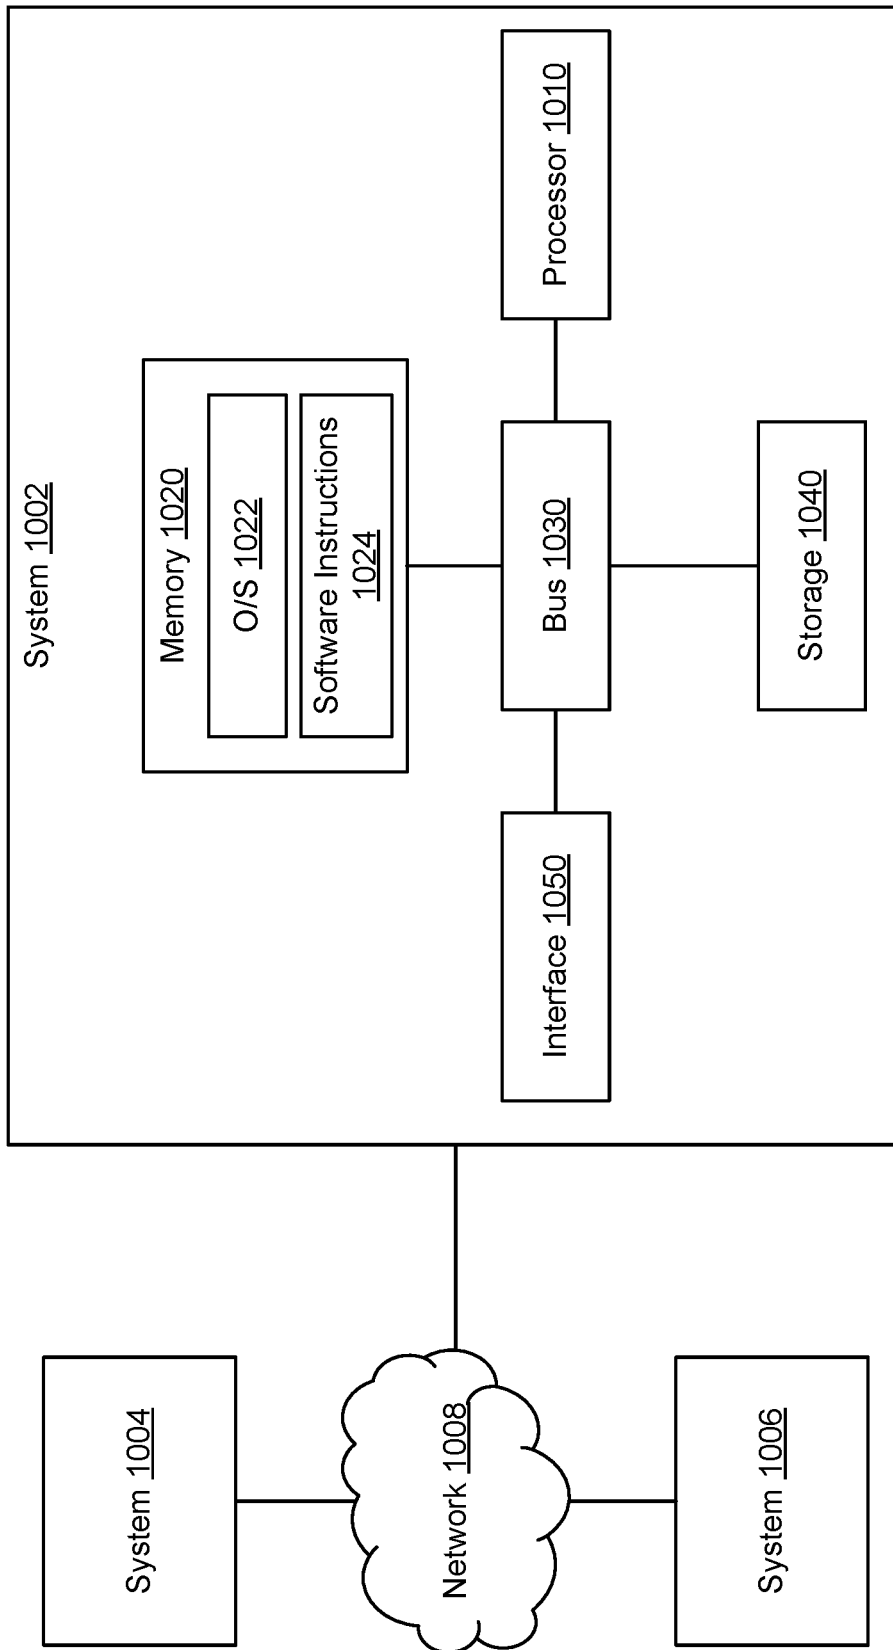 System 1004
Network 1008
System 1006
System 1002
Memory 1020
O/S 1022
Software Instructions
1024
Interface 1050
Bus 1030
Processor 1010
Storage 1040